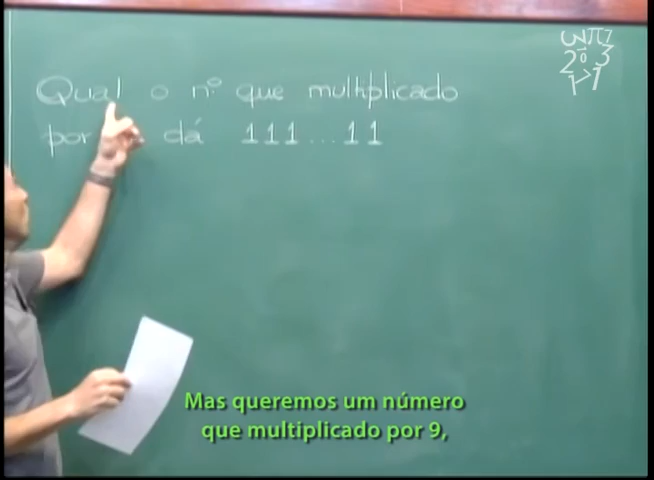 Qual o nº que multiplicado
por dá 111...11
Mas queremos um número
que multiplicado por 9,